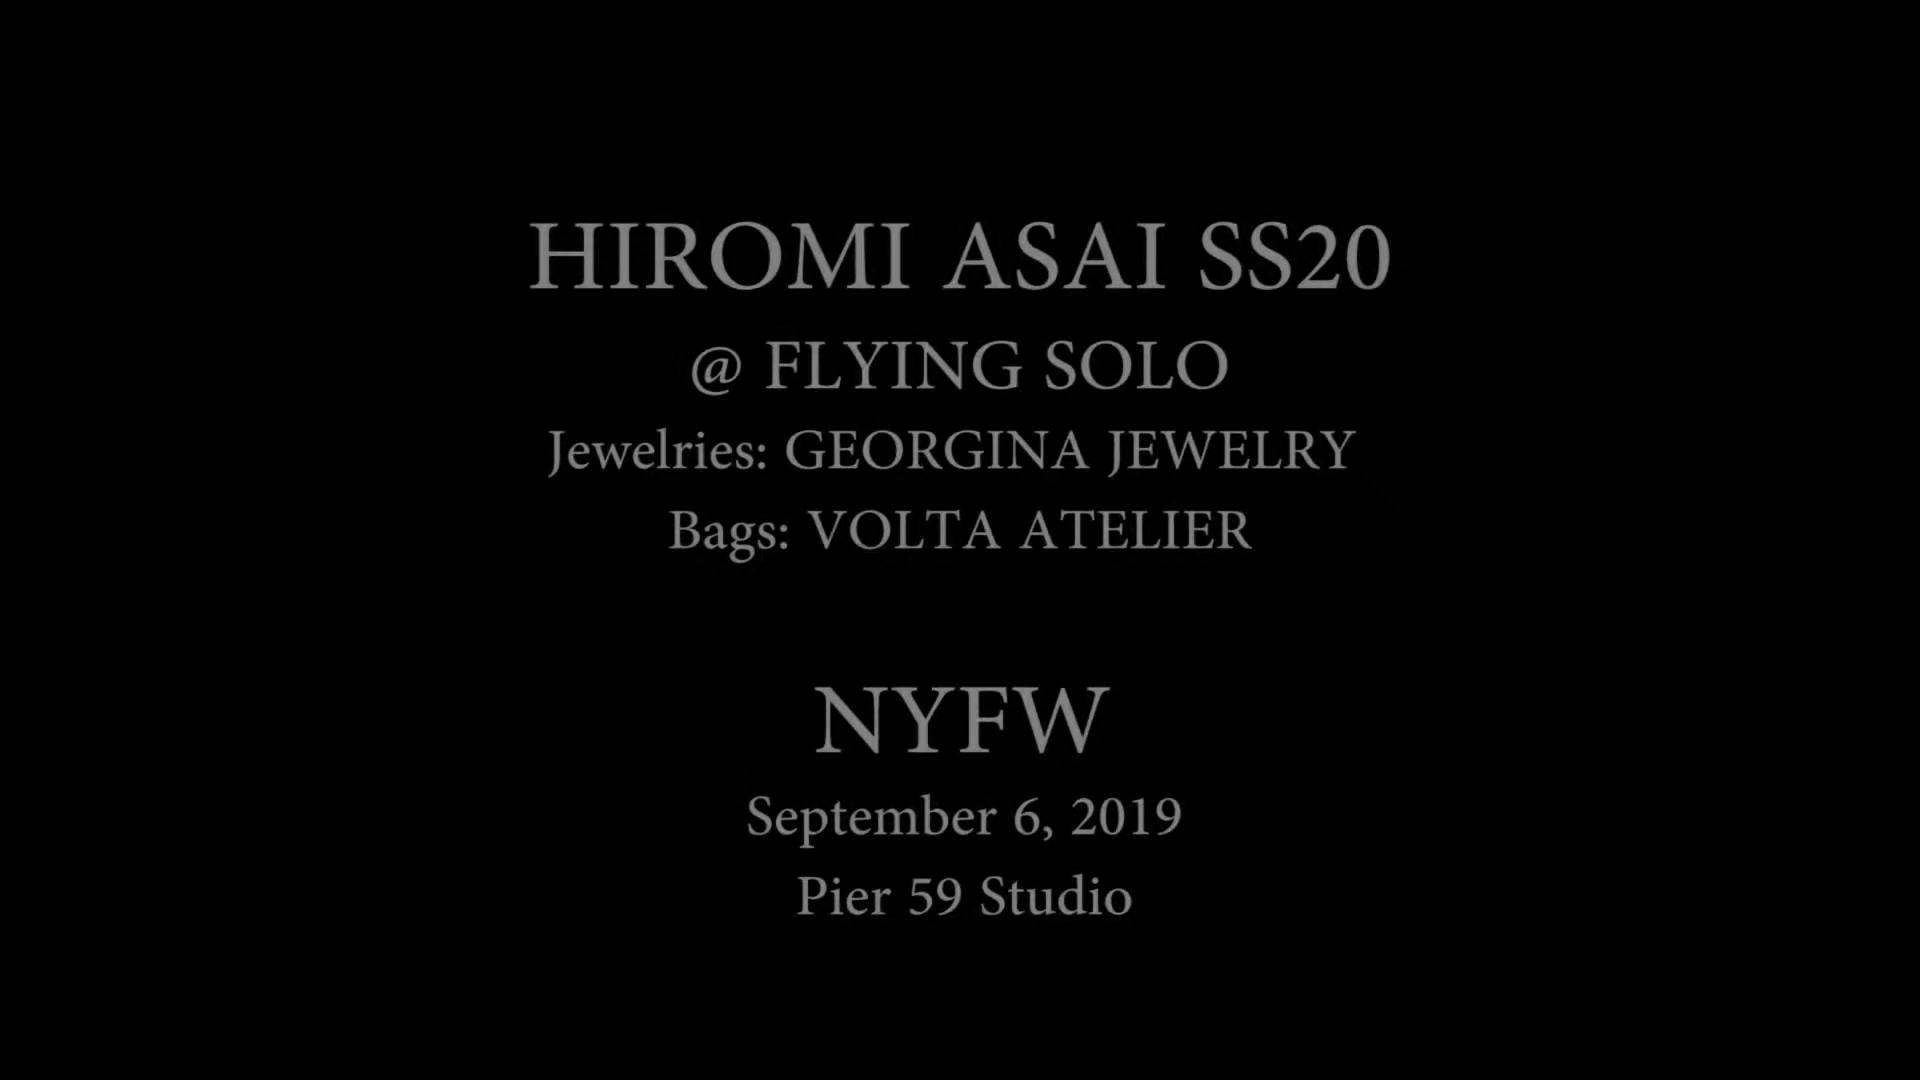 HIROMI ASAI SS20
@ FLYING SOLO
Jewelries: GEORGINA JEWELRY
Bags: VOLTA ATELIER
NYFW
September 6, 2019
Pier 59 Studio